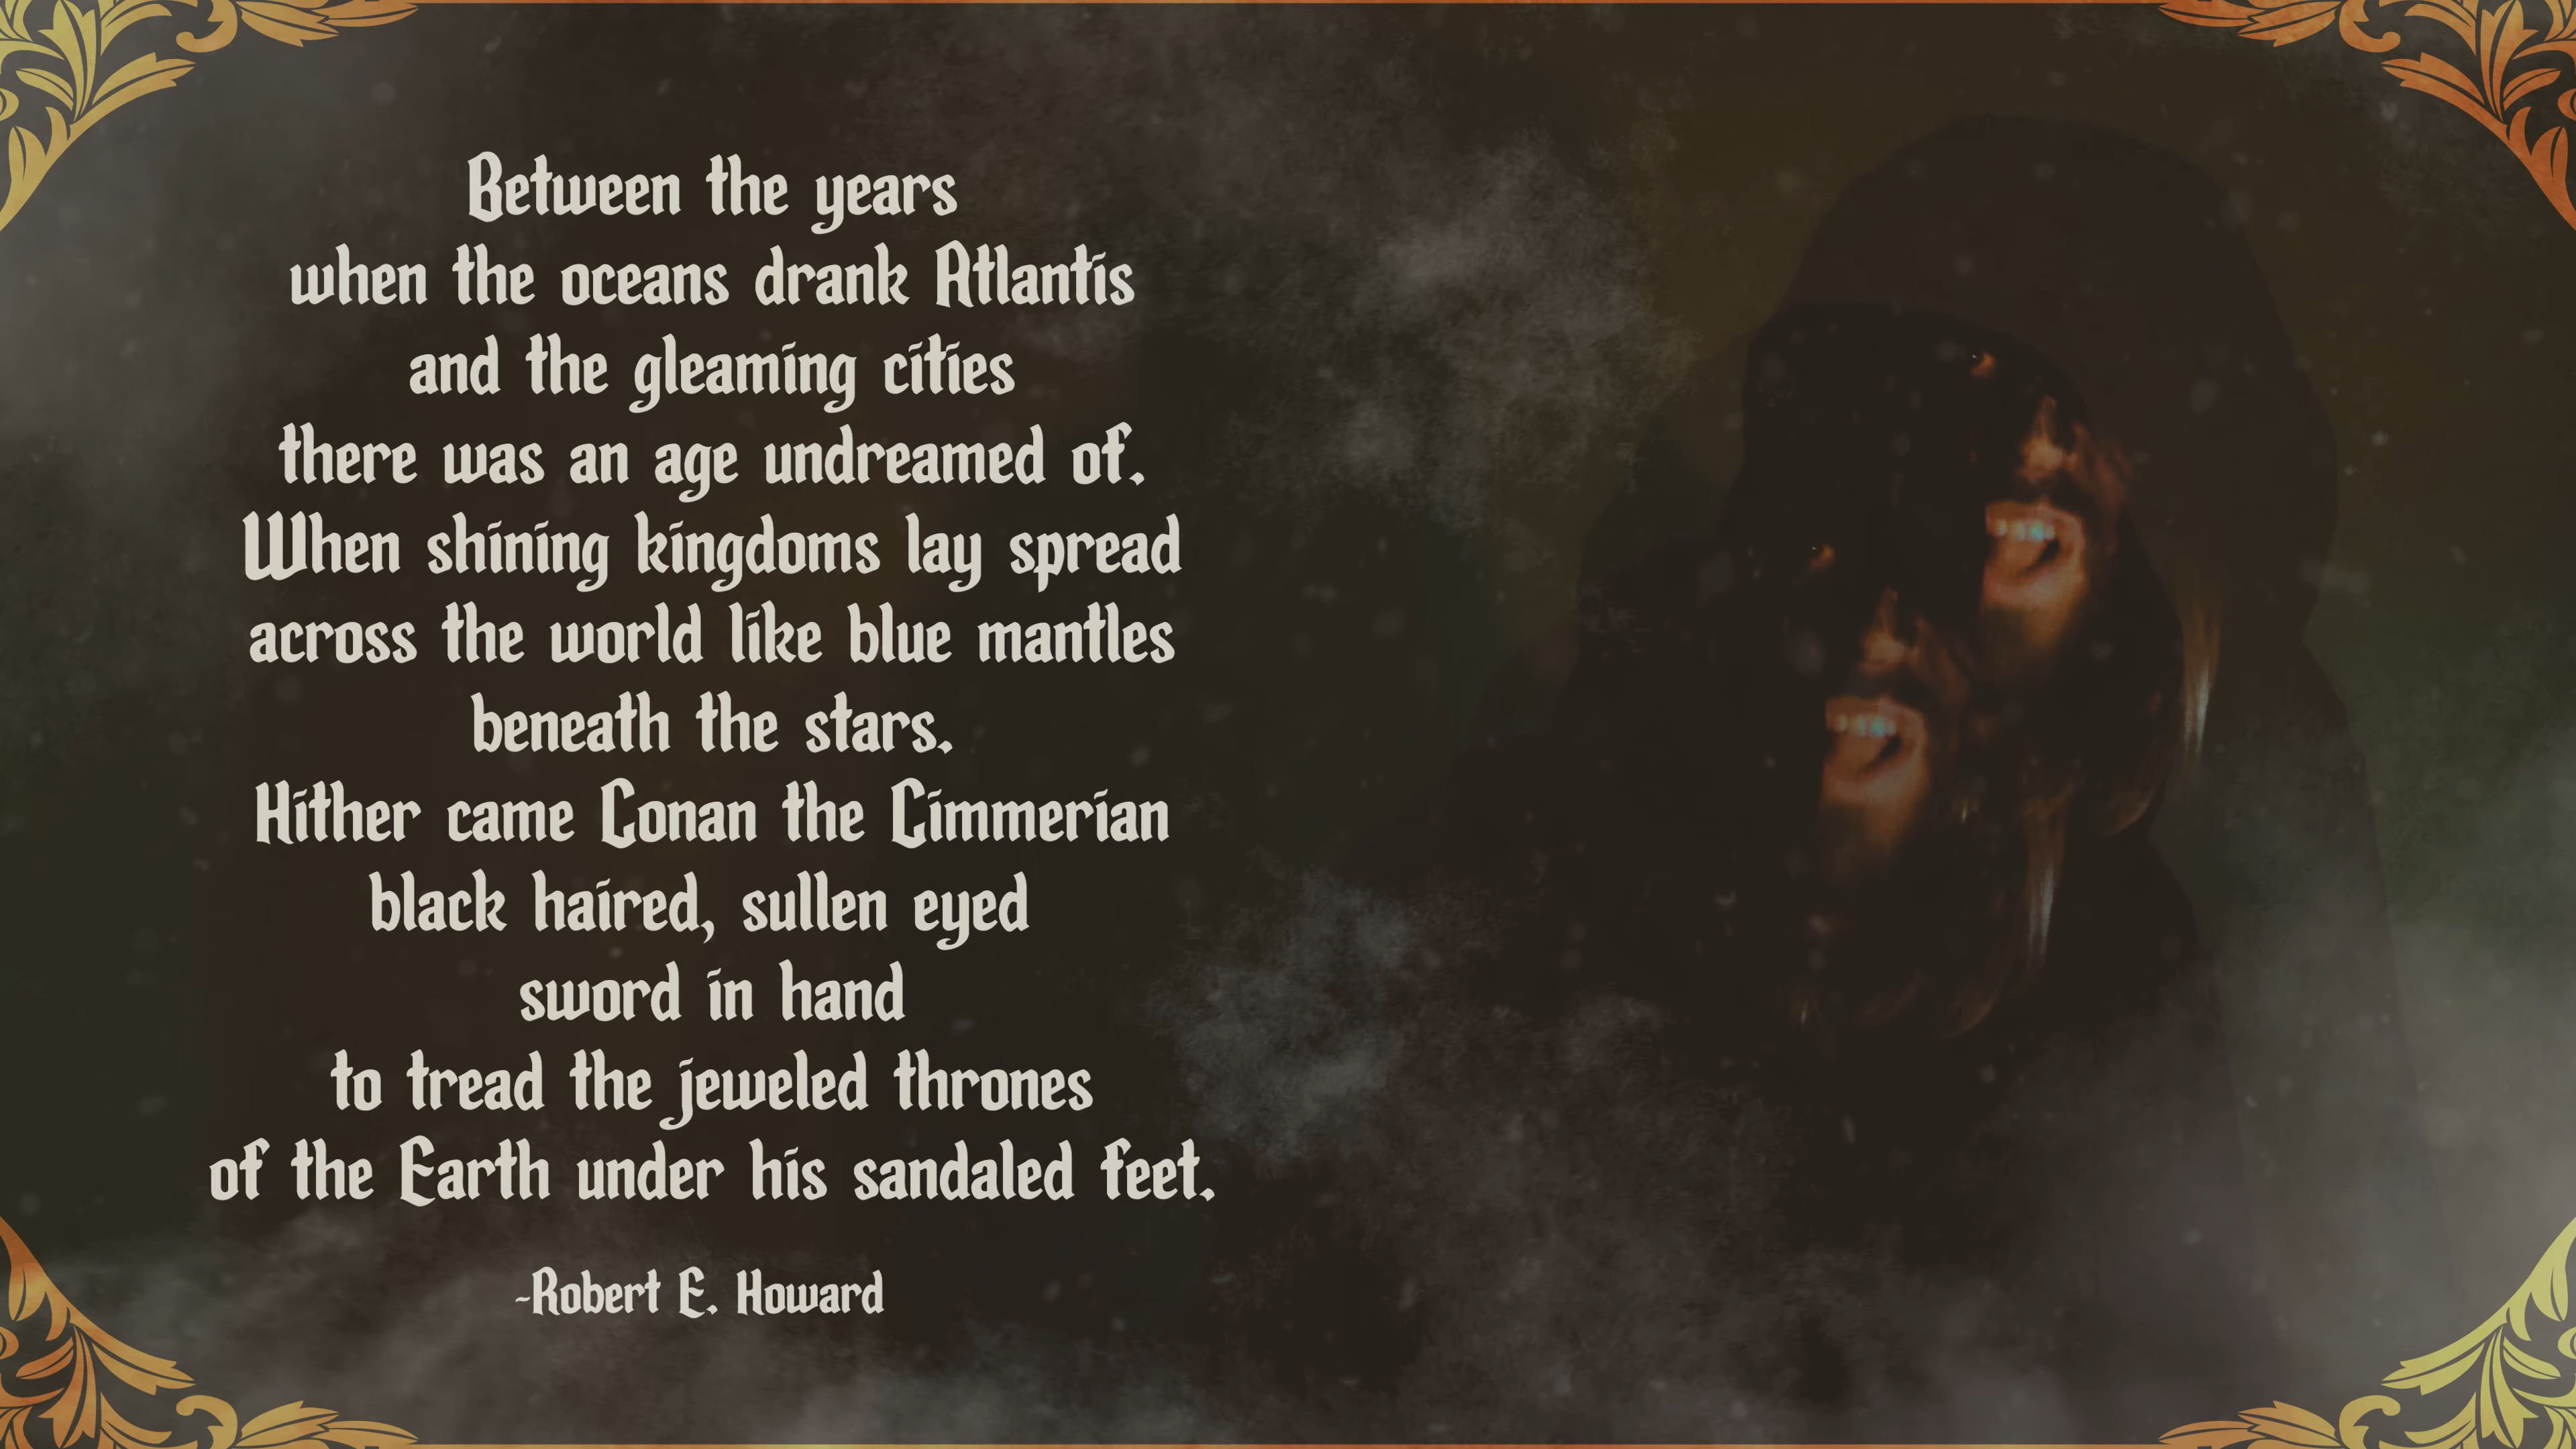 Between the years
when the oceans drank Atlantis
and the gleaming cities
there was an age undreamed of.
When shining kingdoms lay spread
across the world like blue mantles
beneath the stars.
Hither came Conan the Cimmerian
black haired, sullen eyed
sword in hand
to tread the jeweled thrones
of the Earth under his sandaled feet.
-Robert E. Howard